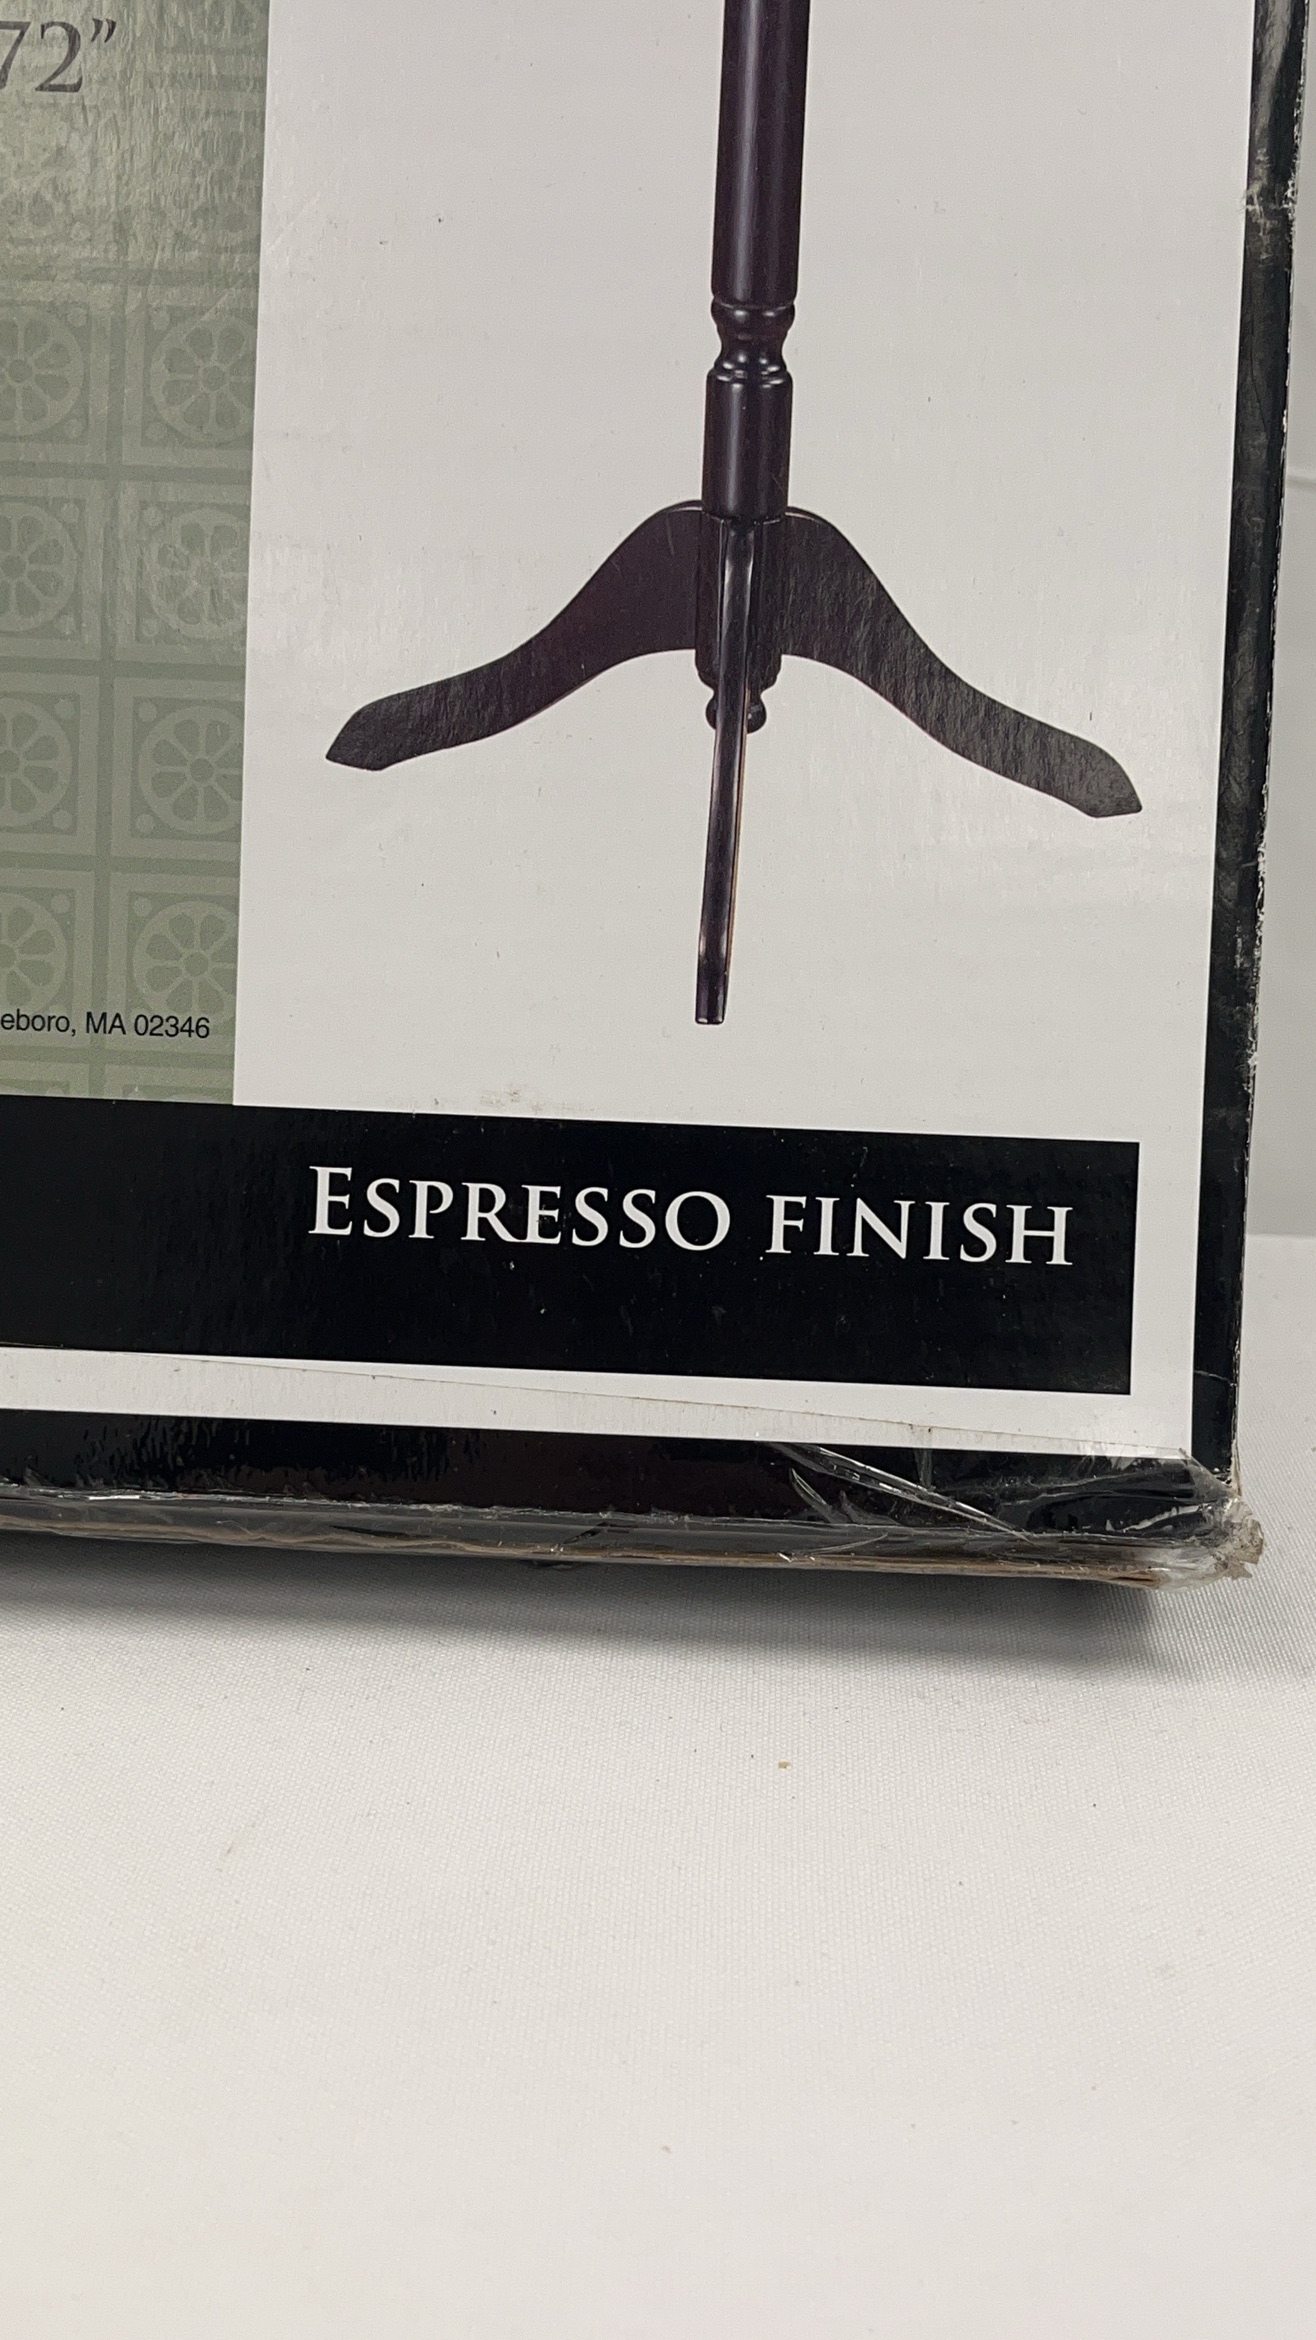 72”
eboro, MA 02346
ESPRESSO FINISH